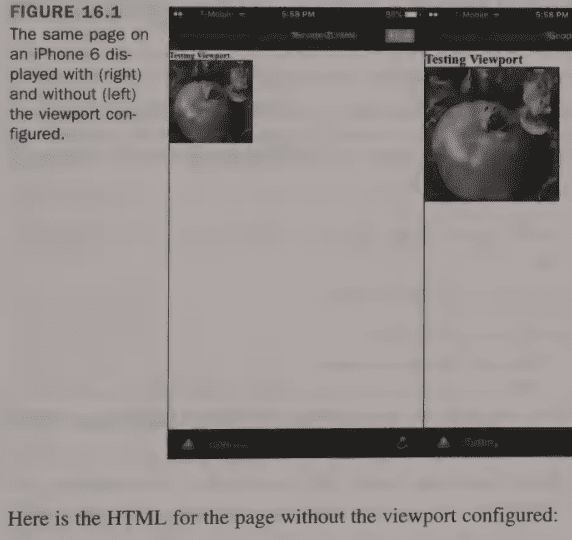 FIGURE 16.1
The same page on
an iPhone 6 dis-
played with (right)
and without (left)
the viewport con-
figured.
T-Mobile
5:58 PM
T-Mobile
5:58 PM
Testing Viewport
Testing Viewport
Here is the HTML for the page without the viewport configured: